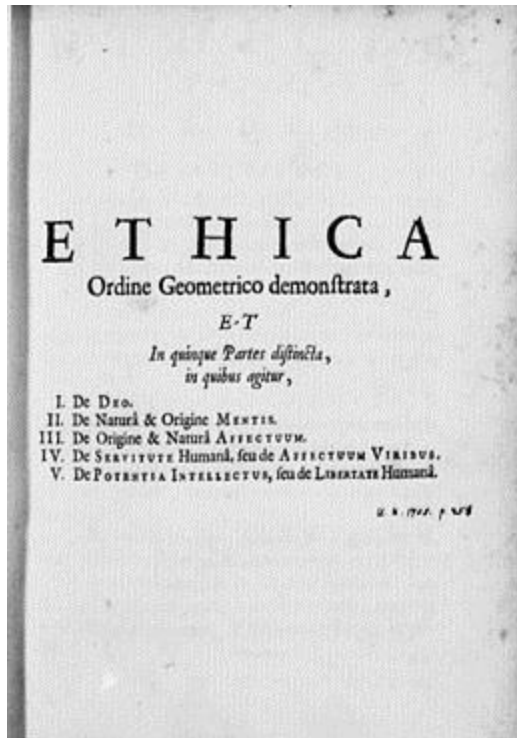 ETHICA
Ordine Geometrico demonſtrata,
ET
In quinque Partes diſtincta,
in quibus agitur,
I. De DEO.
II. De Naturâ & Origine MENTIS.
III. De Origine & Naturâ AFFECTUUM.
IV. De SERVITUTE Humanâ, ſeu de AFFECTUUM VIRIBUS.
V. De POTENTIA INTELLECTUS, ſeu de LIBERTATE Humanâ.